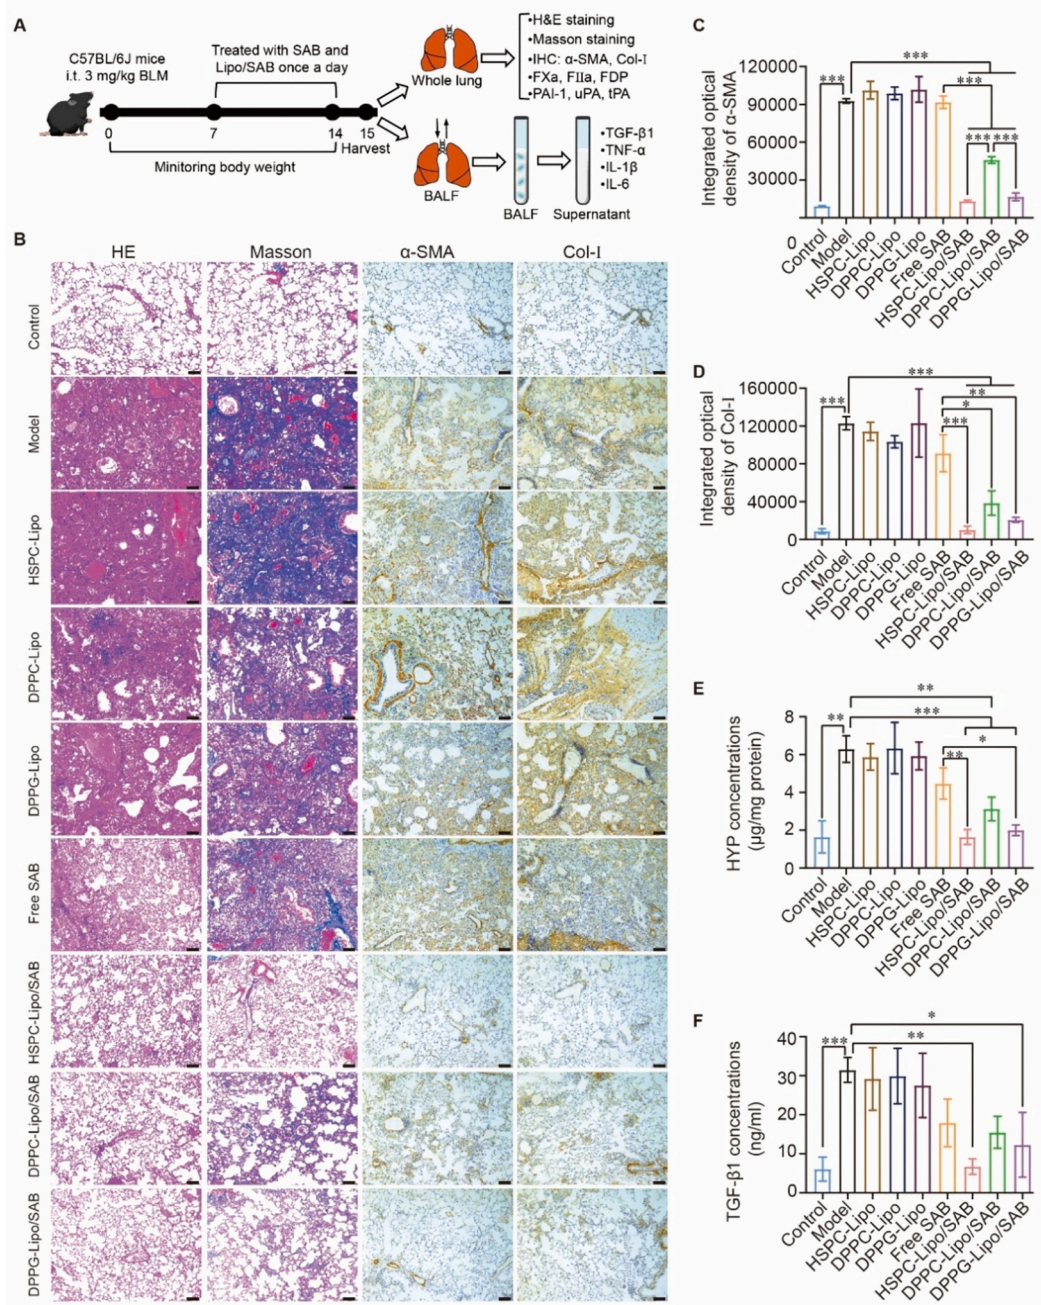 A
C57BL/6J mice
i.t. 3 mg/kg BLM
Treated with SAB and
Lipo/SAB once a day
0
7
14
15
Harvest
Minitoring body weight
Whole lung
•H&E staining
•Masson staining
•IHC: α-SMA, Col-I
•FXa, FIIa, FDP
•PAI-1, uPA, tPA
BALF
BALF
Supernatant
•TGF-β1
•TNF-α
•IL-1β
•IL-6
B
HE
Masson
α-SMA
Col-I
Control
Model
HSPC-Lipo
DPPC-Lipo
DPPG-Lipo
Free SAB
HSPC-Lipo/SAB
DPPC-Lipo/SAB
DPPG-Lipo/SAB
C
Integrated optical
density of α-SMA
120000
90000
60000
30000
0
***
***
***
***
***
Control
Model
HSPC-Lipo
DPPC-Lipo
DPPG-Lipo
Free SAB
HSPC-Lipo/SAB
DPPC-Lipo/SAB
DPPG-Lipo/SAB
D
Integrated optical
density of Col-I
160000
120000
80000
40000
0
***
***
**
*
***
Control
Model
HSPC-Lipo
DPPC-Lipo
DPPG-Lipo
Free SAB
HSPC-Lipo/SAB
DPPC-Lipo/SAB
DPPG-Lipo/SAB
E
HYP concentrations
(μg/mg protein)
8
6
4
2
0
**
**
***
*
**
Control
Model
HSPC-Lipo
DPPC-Lipo
DPPG-Lipo
Free SAB
HSPC-Lipo/SAB
DPPC-Lipo/SAB
DPPG-Lipo/SAB
F
TGF-β1 concentrations
(ng/ml)
40
30
20
10
0
***
*
**
Control
Model
HSPC-Lipo
DPPC-Lipo
DPPG-Lipo
Free SAB
HSPC-Lipo/SAB
DPPC-Lipo/SAB
DPPG-Lipo/SAB